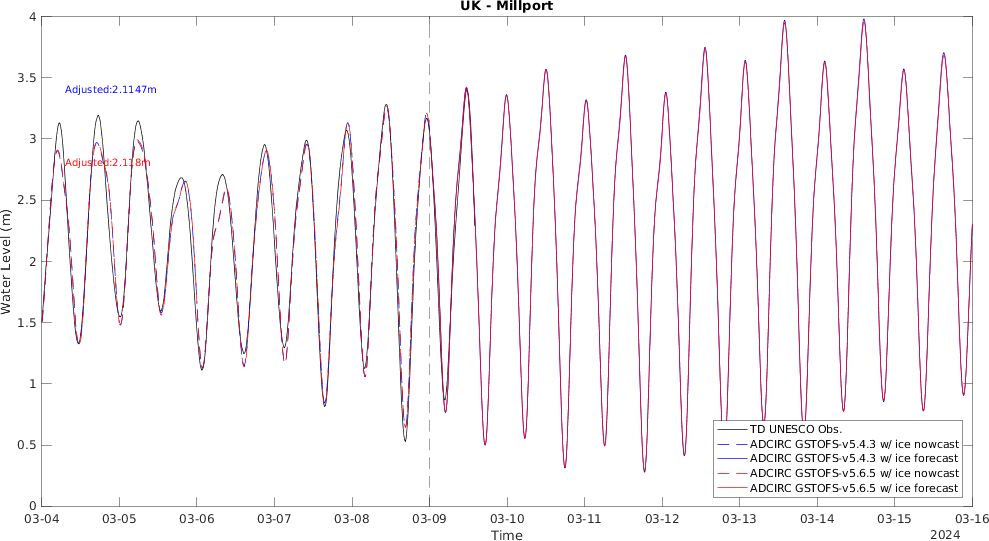 UK - Millport
4
3.5
3
2.5
2
1.5
1
0.5
0
Water Level (m)
Adjusted:2.1147m
Adjusted:2.118m
TD UNESCO Obs.
ADCIRC GSTOFS-v5.4.3 w/ ice nowcast
ADCIRC GSTOFS-v5.4.3 w/ ice forecast
ADCIRC GSTOFS-v5.6.5 w/ ice nowcast
ADCIRC GSTOFS-v5.6.5 w/ ice forecast
03-04 03-05 03-06 03-07 03-08 03-09 03-10 03-11 03-12 03-13 03-14 03-15 03-16
Time
2024